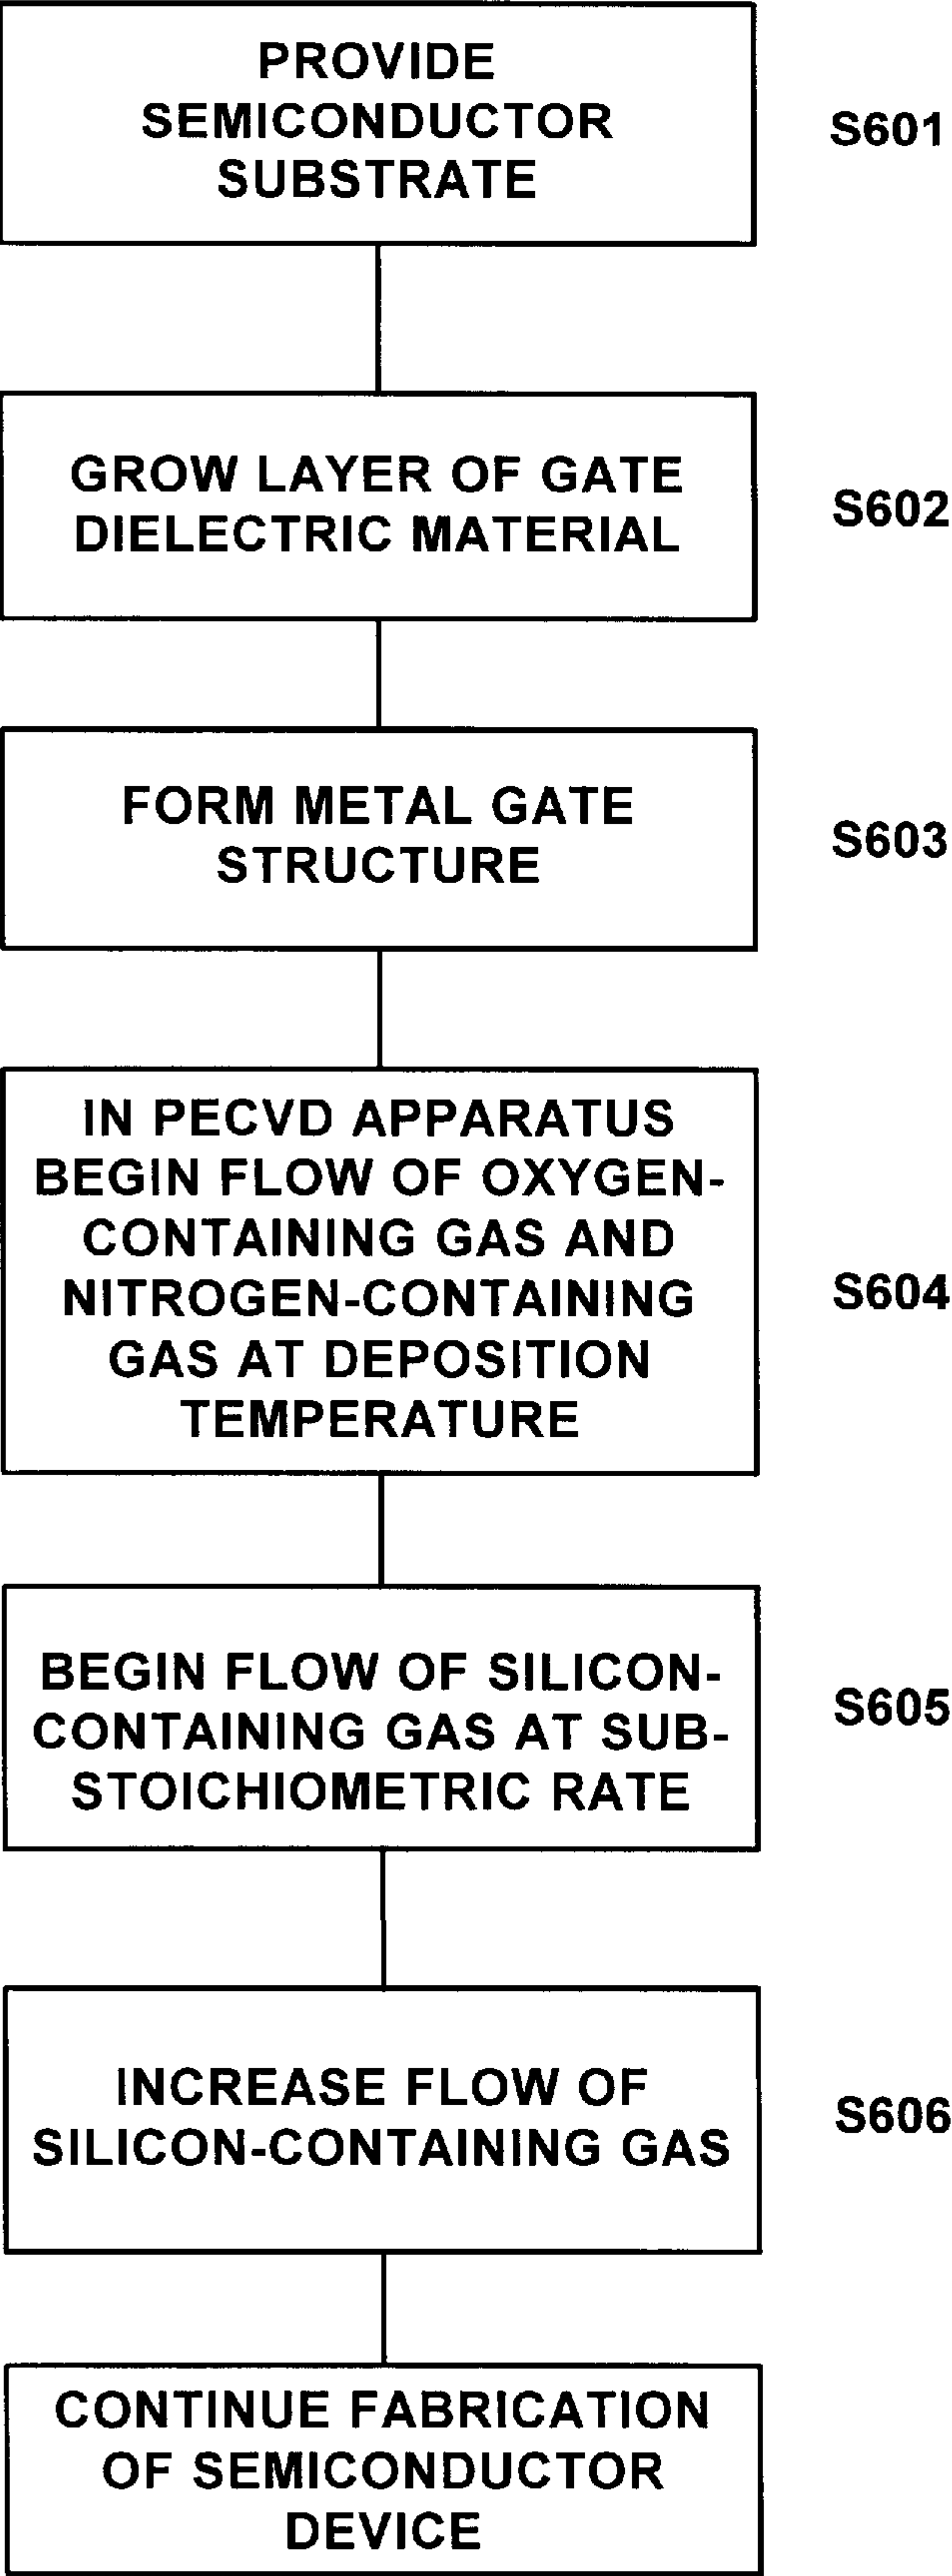 PROVIDE
SEMICONDUCTOR
SUBSTRATE
S601
GROW LAYER OF GATE
DIELECTRIC MATERIAL
S602
FORM METAL GATE
STRUCTURE
S603
IN PECVD APPARATUS
BEGIN FLOW OF OXYGEN-
CONTAINING GAS AND
NITROGEN-CONTAINING
GAS AT DEPOSITION
TEMPERATURE
S604
BEGIN FLOW OF SILICON-
CONTAINING GAS AT SUB-
STOICHIOMETRIC RATE
S605
INCREASE FLOW OF
SILICON-CONTAINING GAS
S606
CONTINUE FABRICATION
OF SEMICONDUCTOR
DEVICE